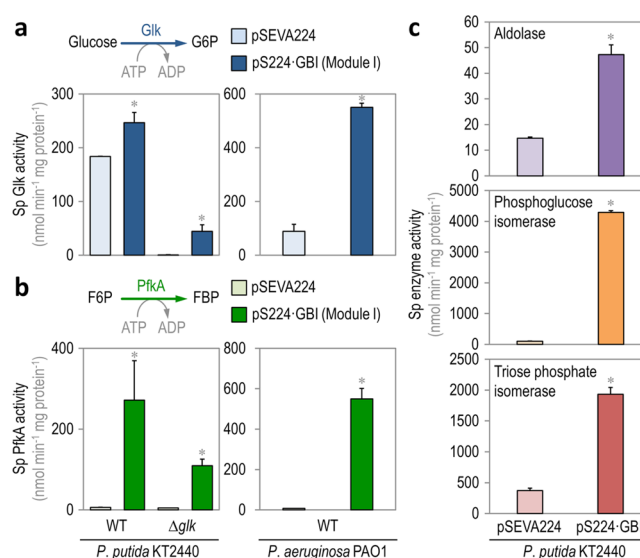 a
Glk
Glucose G6P
ATP ADP
pSEVA224
pS224·GBI (Module I)
Sp Glk activity
(nmol min⁻¹ mg protein⁻¹)
300
200
100
0
*
*
600
400
200
0
*
b
PfkA
F6P FBP
ATP ADP
pSEVA224
pS224·GBI (Module I)
Sp PfkA activity
(nmol min⁻¹ mg protein⁻¹)
400
200
0
*
*
800
600
400
200
0
*
WT Δglk WT
P. putida KT2440 P. aeruginosa PAO1
c
Sp enzyme activity
(nmol min⁻¹ mg protein⁻¹)
Aldolase
60
50
40
30
20
10
0
*
Phosphoglucose
isomerase
5000
4000
3000
2000
1000
0
*
Triose phosphate
isomerase
2500
2000
1500
1000
500
0
*
pSEVA224 pS224·GBI
P. putida KT2440